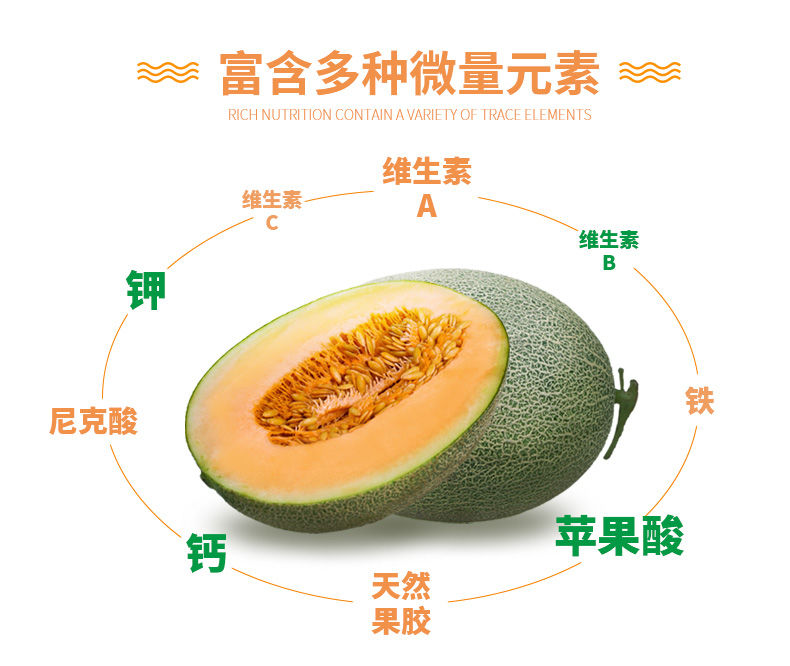 富含多种微量元素
RICH NUTRITION CONTAIN A VARIETY OF TRACE ELEMENTS
维生素
A
维生素
C
维生素
B
钾
铁
尼克酸
苹果酸
钙
天然
果胶